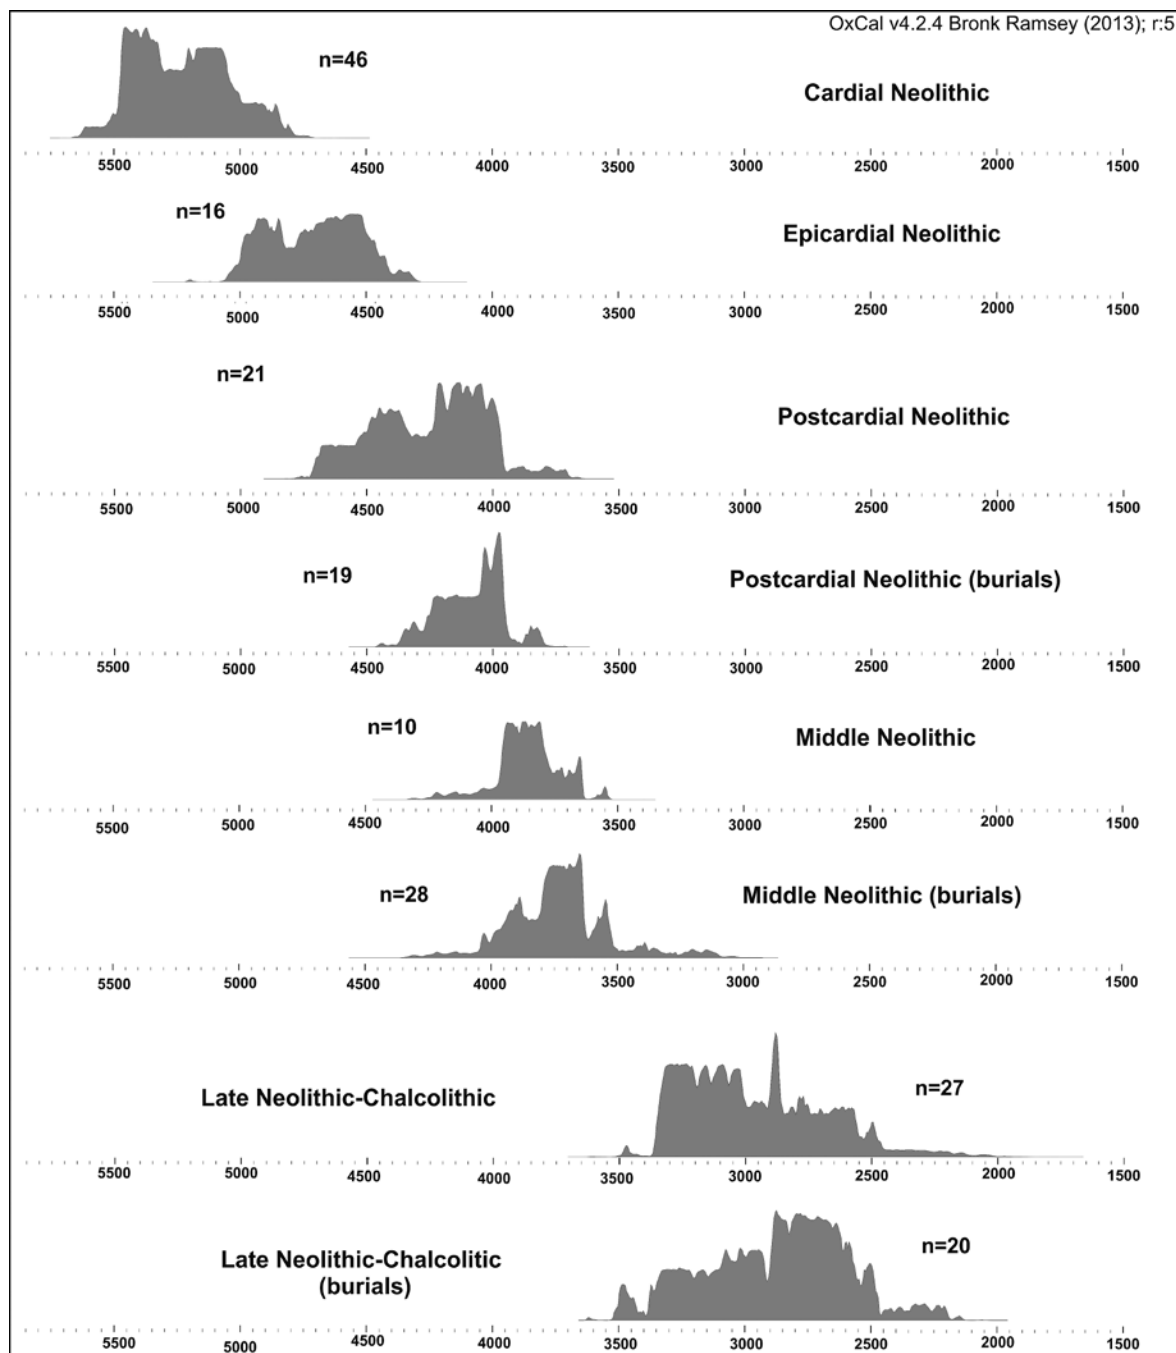 OxCal v4.2.4 Bronk Ramsey (2013); r:5
n=46
Cardial Neolithic
5500 5000 4500 4000 3500 3000 2500 2000 1500
n=16
Epicardial Neolithic
5500 5000 4500 4000 3500 3000 2500 2000 1500
n=21
Postcardial Neolithic
5500 5000 4500 4000 3500 3000 2500 2000 1500
n=19
Postcardial Neolithic (burials)
5500 5000 4500 4000 3500 3000 2500 2000 1500
n=10
Middle Neolithic
5500 5000 4500 4000 3500 3000 2500 2000 1500
n=28
Middle Neolithic (burials)
5500 5000 4500 4000 3500 3000 2500 2000 1500
Late Neolithic-Chalcolithic
n=27
5500 5000 4500 4000 3500 3000 2500 2000 1500
Late Neolithic-Chalcolitic
(burials)
n=20
5500 5000 4500 4000 3500 3000 2500 2000 1500